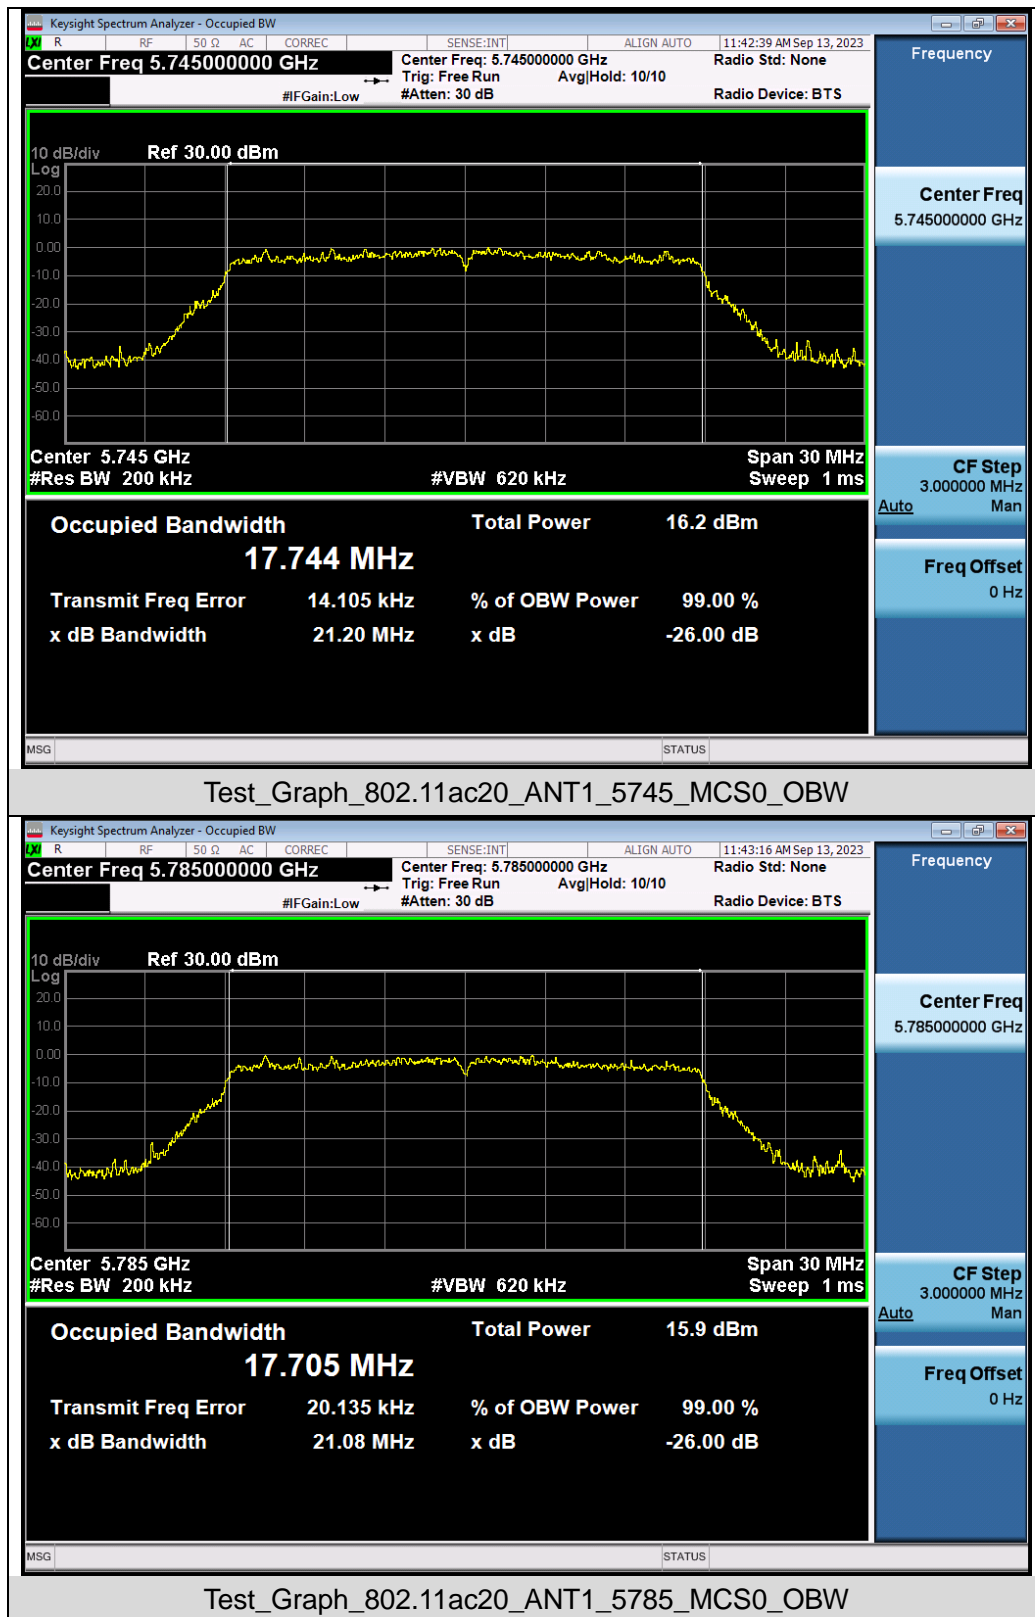 Keysight Spectrum Analyzer - Occupied BW
LXI R RF 50 Ω AC CORREC SENSE:INT ALIGN AUTO 11:42:39 AM Sep 13, 2023
Center Freq 5.745000000 GHz Center Freq: 5.745000000 GHz Radio Std: None
Trig: Free Run Avg|Hold: 10/10
#IFGain:Low #Atten: 30 dB Radio Device: BTS
Frequency
10 dB/div Ref 30.00 dBm
Log
20.0
10.0
0.00
-10.0
-20.0
-30.0
-40.0
-50.0
-60.0
Center 5.745 GHz Span 30 MHz
#Res BW 200 kHz #VBW 620 kHz Sweep 1 ms
Center Freq
5.745000000 GHz
CF Step
3.000000 MHz
Auto Man
Freq Offset
0 Hz
Occupied Bandwidth Total Power 16.2 dBm
17.744 MHz
Transmit Freq Error 14.105 kHz % of OBW Power 99.00 %
x dB Bandwidth 21.20 MHz x dB -26.00 dB
MSG STATUS
Test_Graph_802.11ac20_ANT1_5745_MCS0_OBW
Keysight Spectrum Analyzer - Occupied BW
LXI R RF 50 Ω AC CORREC SENSE:INT ALIGN AUTO 11:43:16 AM Sep 13, 2023
Center Freq 5.785000000 GHz Center Freq: 5.785000000 GHz Radio Std: None
Trig: Free Run Avg|Hold: 10/10
#IFGain:Low #Atten: 30 dB Radio Device: BTS
Frequency
10 dB/div Ref 30.00 dBm
Log
20.0
10.0
0.00
-10.0
-20.0
-30.0
-40.0
-50.0
-60.0
Center 5.785 GHz Span 30 MHz
#Res BW 200 kHz #VBW 620 kHz Sweep 1 ms
Center Freq
5.785000000 GHz
CF Step
3.000000 MHz
Auto Man
Freq Offset
0 Hz
Occupied Bandwidth Total Power 15.9 dBm
17.705 MHz
Transmit Freq Error 20.135 kHz % of OBW Power 99.00 %
x dB Bandwidth 21.08 MHz x dB -26.00 dB
MSG STATUS
Test_Graph_802.11ac20_ANT1_5785_MCS0_OBW